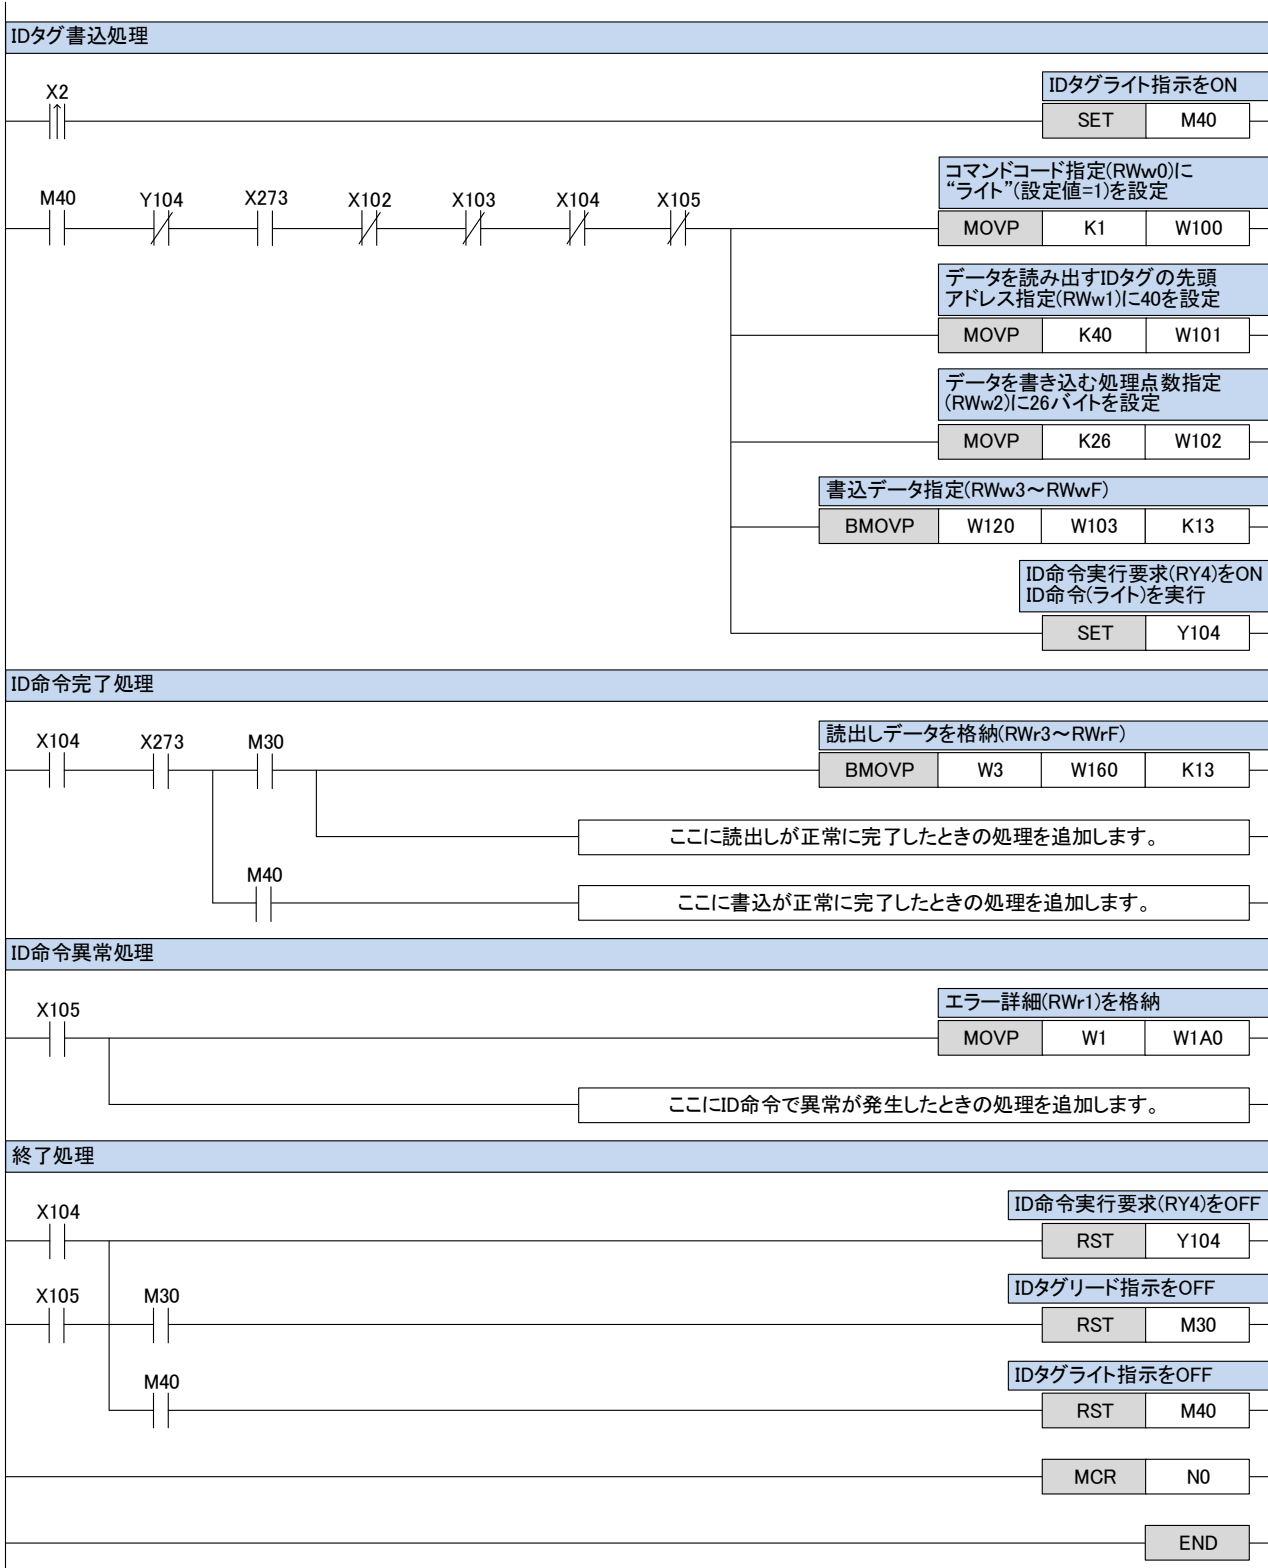 IDタグ書込処理
X2
IDタグライト指示をON
SET M40
M40 Y104 X273 X102 X103 X104 X105
コマンドコード指定(RWw0)に
“ライト”(設定値=1)を設定
MOVP K1 W100
データを読み出すIDタグの先頭
アドレス指定(RWw1)に40を設定
MOVP K40 W101
データを書き込む処理点数指定
(RWw2)に26バイトを設定
MOVP K26 W102
書込データ指定(RWw3~RWwF)
BMOVP W120 W103 K13
ID命令実行要求(RY4)をON
ID命令(ライト)を実行
SET Y104
ID命令完了処理
X104 X273 M30
読出しデータを格納(RWr3~RWrF)
BMOVP W3 W160 K13
ここに読出しが正常に完了したときの処理を追加します。
M40
ここに書込が正常に完了したときの処理を追加します。
ID命令異常処理
X105
エラー詳細(RWr1)を格納
MOVP W1 W1A0
ここにID命令で異常が発生したときの処理を追加します。
終了処理
X104
ID命令実行要求(RY4)をOFF
RST Y104
X105 M30
IDタグリード指示をOFF
RST M30
M40
IDタグライト指示をOFF
RST M40
MCR N0
END